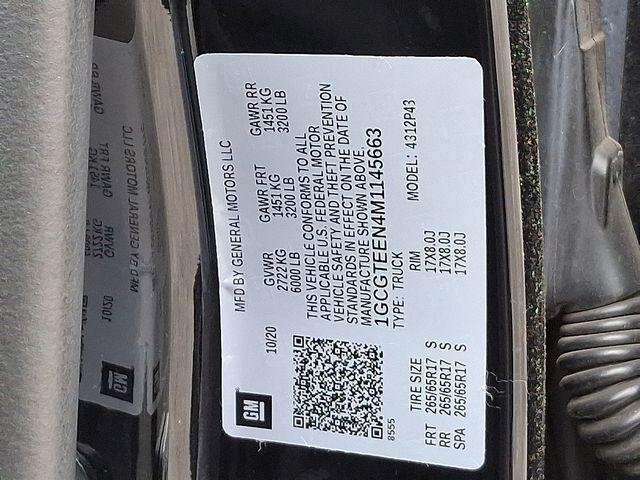 GM
MFD BY GENERAL MOTORS LLC
10/20 GVWR GAWR FRT GAWR RR
2722 KG 1451 KG 1451 KG
6000 LB 3200 LB 3200 LB
THIS VEHICLE CONFORMS TO ALL
APPLICABLE U.S. FEDERAL MOTOR
VEHICLE SAFETY AND THEFT PREVENTION
STANDARDS IN EFFECT ON THE DATE OF
MANUFACTURE SHOWN ABOVE.
1GCGTEEN4M1145663
8555 TYPE: TRUCK MODEL: 4312P43
TIRE SIZE RIM
FRT 265/65R17 S 17X8.0J
RR 265/65R17 S 17X8.0J
SPA 265/65R17 S 17X8.0J